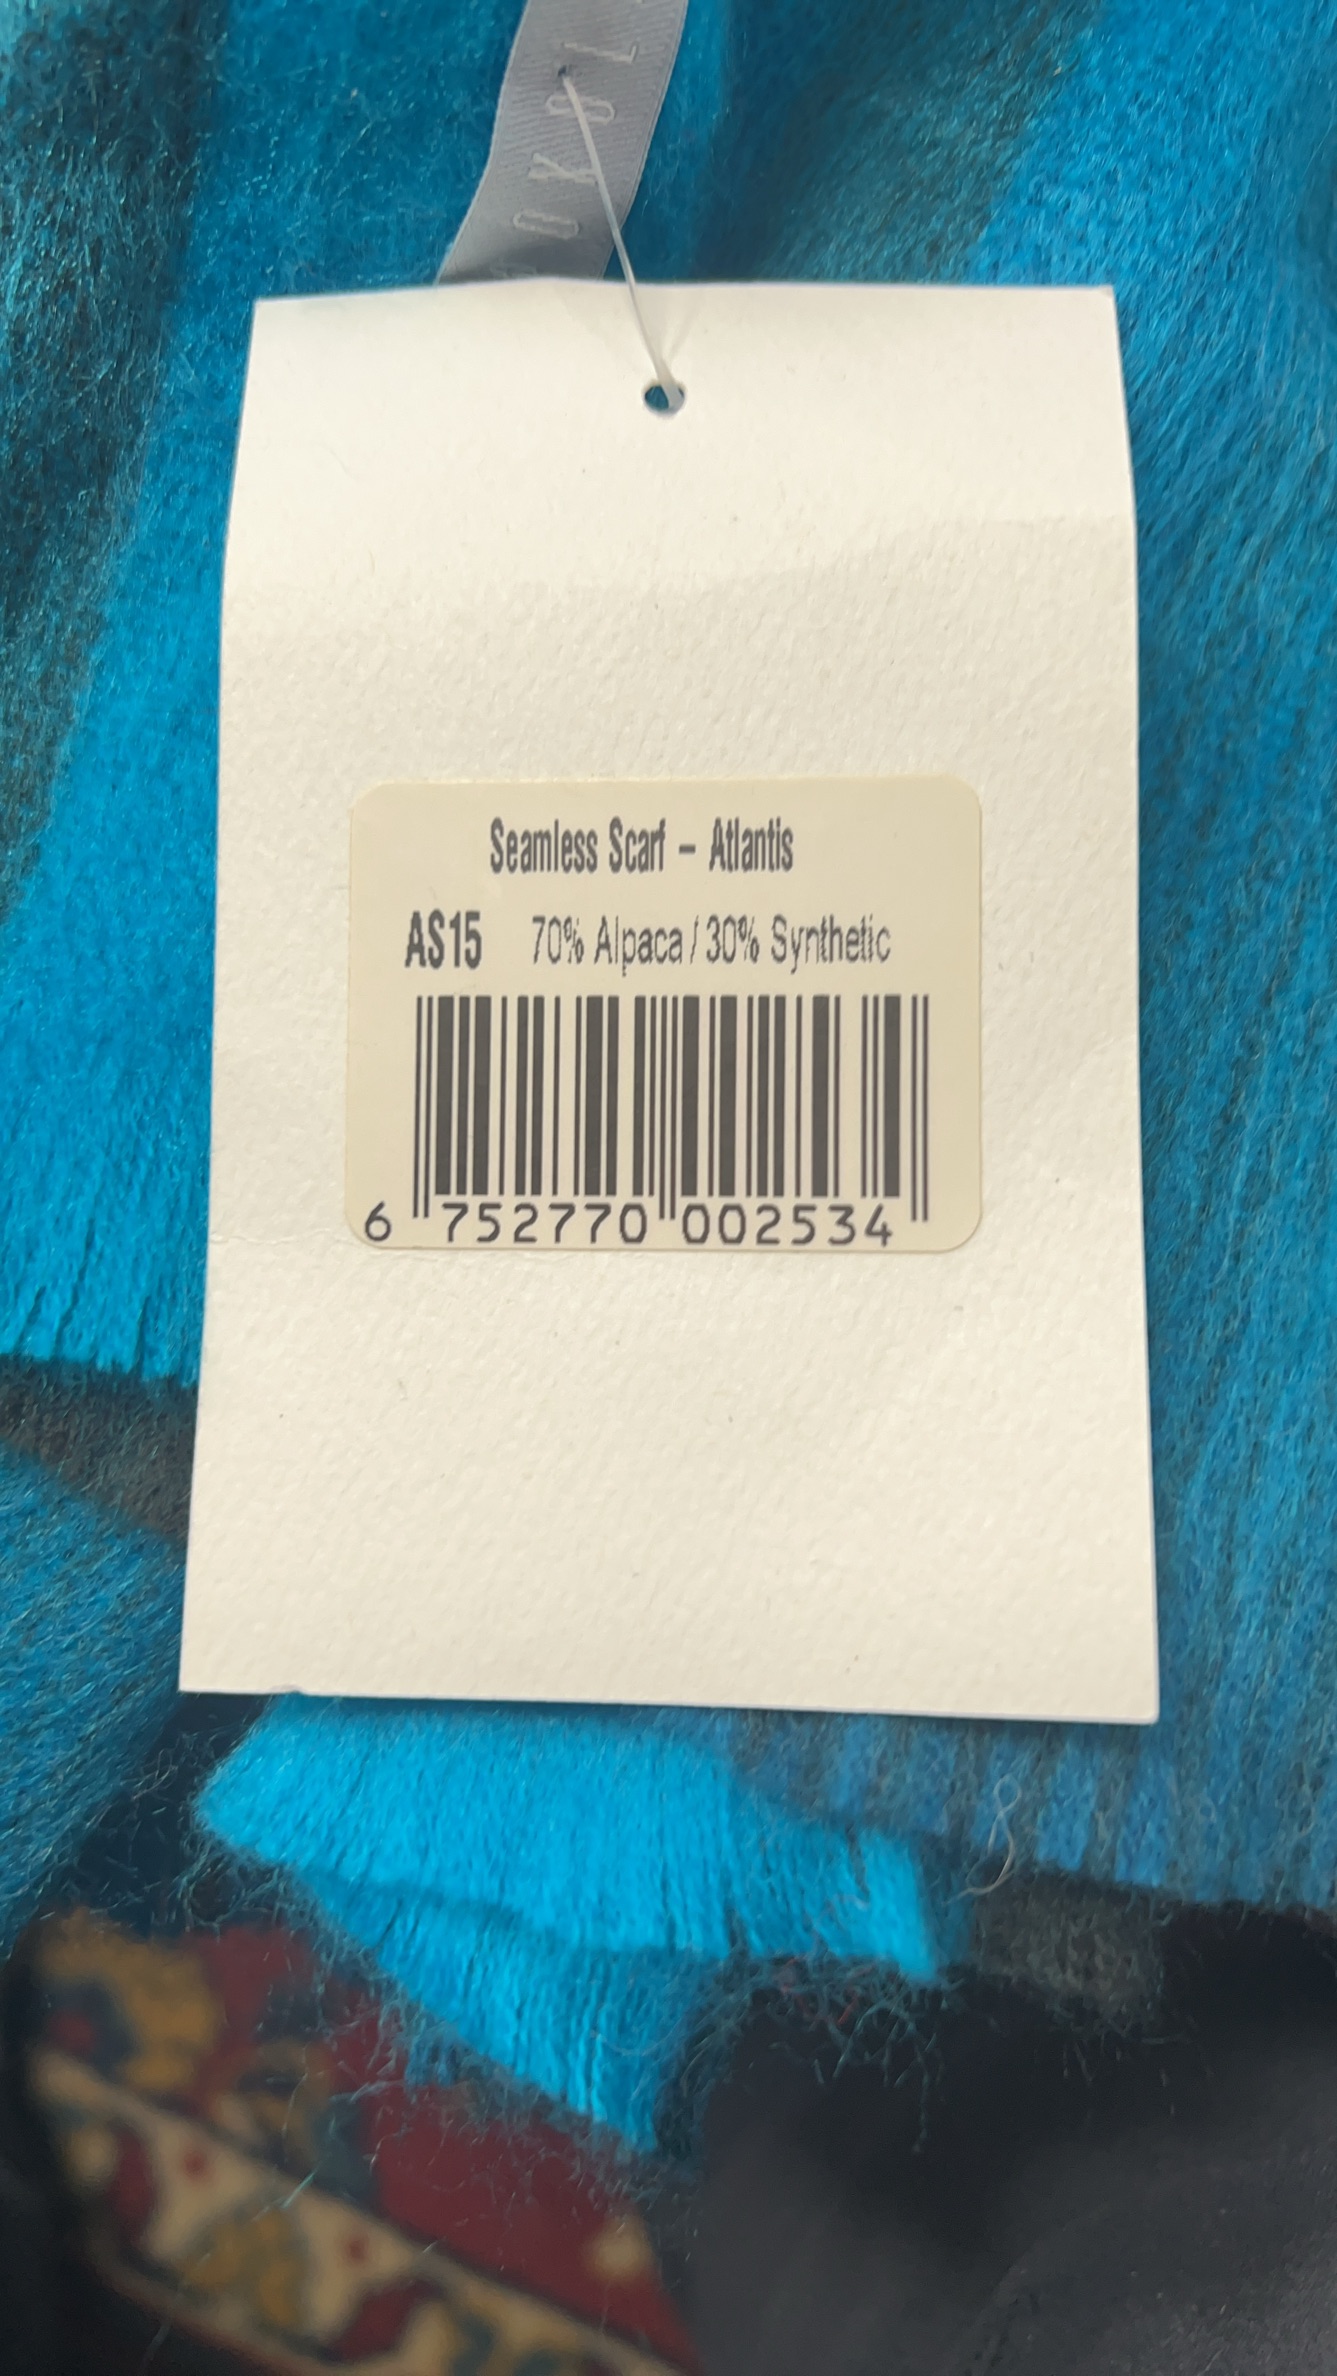 Seamless Scarf - Atlantis
AS15 70% Alpaca / 30% Synthetic
6 752770 002534